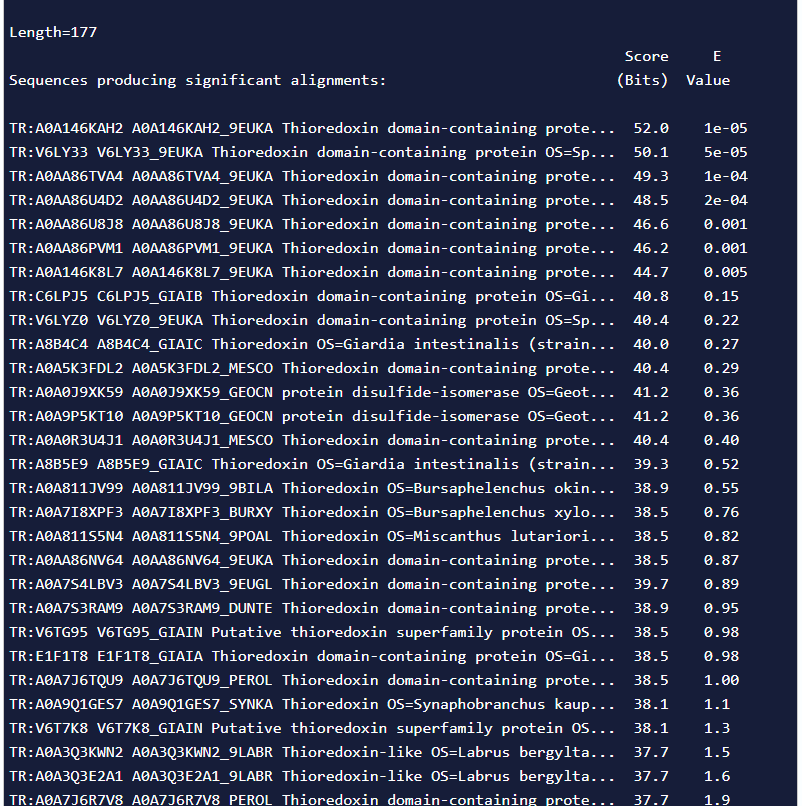 Length=177
Score E
Sequences producing significant alignments: (Bits) Value
TR:A0A146KAH2 A0A146KAH2_9EUKA Thioredoxin domain-containing prote... 52.0 1e-05
TR:V6LY33 V6LY33_9EUKA Thioredoxin domain-containing protein OS=Sp... 50.1 5e-05
TR:A0AA86TVA4 A0AA86TVA4_9EUKA Thioredoxin domain-containing prote... 49.3 1e-04
TR:A0AA86U4D2 A0AA86U4D2_9EUKA Thioredoxin domain-containing prote... 48.5 2e-04
TR:A0AA86U8J8 A0AA86U8J8_9EUKA Thioredoxin domain-containing prote... 46.6 0.001
TR:A0AA86PVM1 A0AA86PVM1_9EUKA Thioredoxin domain-containing prote... 46.2 0.001
TR:A0A146K8L7 A0A146K8L7_9EUKA Thioredoxin domain-containing prote... 44.7 0.005
TR:C6LPJ5 C6LPJ5_GIAIB Thioredoxin domain-containing protein OS=Gi... 40.8 0.15
TR:V6LYZ0 V6LYZ0_9EUKA Thioredoxin domain-containing protein OS=Sp... 40.4 0.22
TR:A8B4C4 A8B4C4_GIAIC Thioredoxin OS=Giardia intestinalis (strain... 40.0 0.27
TR:A0A5K3FDL2 A0A5K3FDL2_MESCO Thioredoxin domain-containing prote... 40.4 0.29
TR:A0A0J9XK59 A0A0J9XK59_GEOCN protein disulfide-isomerase OS=Geot... 41.2 0.36
TR:A0A9P5KT10 A0A9P5KT10_GEOCN protein disulfide-isomerase OS=Geot... 41.2 0.36
TR:A0A0R3U4J1 A0A0R3U4J1_MESCO Thioredoxin domain-containing prote... 40.4 0.40
TR:A8B5E9 A8B5E9_GIAIC Thioredoxin OS=Giardia intestinalis (strain... 39.3 0.52
TR:A0A811JV99 A0A811JV99_9BILA Thioredoxin OS=Bursaphelenchus okin... 38.9 0.55
TR:A0A7I8XPF3 A0A7I8XPF3_BURXY Thioredoxin OS=Bursaphelenchus xylo... 38.5 0.76
TR:A0A811S5N4 A0A811S5N4_9POAL Thioredoxin OS=Miscanthus lutariori... 38.5 0.82
TR:A0AA86NV64 A0AA86NV64_9EUKA Thioredoxin domain-containing prote... 38.5 0.87
TR:A0A7S4LBV3 A0A7S4LBV3_9EUGL Thioredoxin domain-containing prote... 39.7 0.89
TR:A0A7S3RAM9 A0A7S3RAM9_DUNTE Thioredoxin domain-containing prote... 38.9 0.95
TR:V6TG95 V6TG95_GIAIN Putative thioredoxin superfamily protein OS... 38.5 0.98
TR:E1F1T8 E1F1T8_GIAIA Thioredoxin domain-containing protein OS=Gi... 38.5 0.98
TR:A0A7J6TQU9 A0A7J6TQU9_PEROL Thioredoxin domain-containing prote... 38.5 1.00
TR:A0A9Q1GES7 A0A9Q1GES7_SYNKA Thioredoxin OS=Synaphobranchus kaup... 38.1 1.1
TR:V6T7K8 V6T7K8_GIAIN Putative thioredoxin superfamily protein OS... 38.1 1.3
TR:A0A3Q3KWN2 A0A3Q3KWN2_9LABR Thioredoxin-like OS=Labrus bergylta... 37.7 1.5
TR:A0A3Q3E2A1 A0A3Q3E2A1_9LABR Thioredoxin-like OS=Labrus bergylta... 37.7 1.6
TR:A0A7J6R7V8 A0A7J6R7V8_PEROL Thioredoxin domain-containing prote... 37.7 1.9